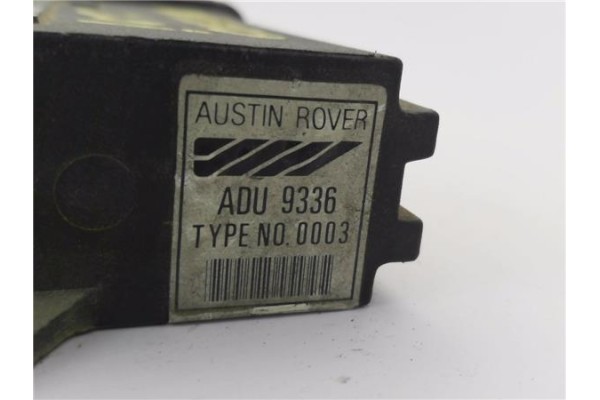 AUSTIN ROVER
ADU 9336
TYPE NO. 0003